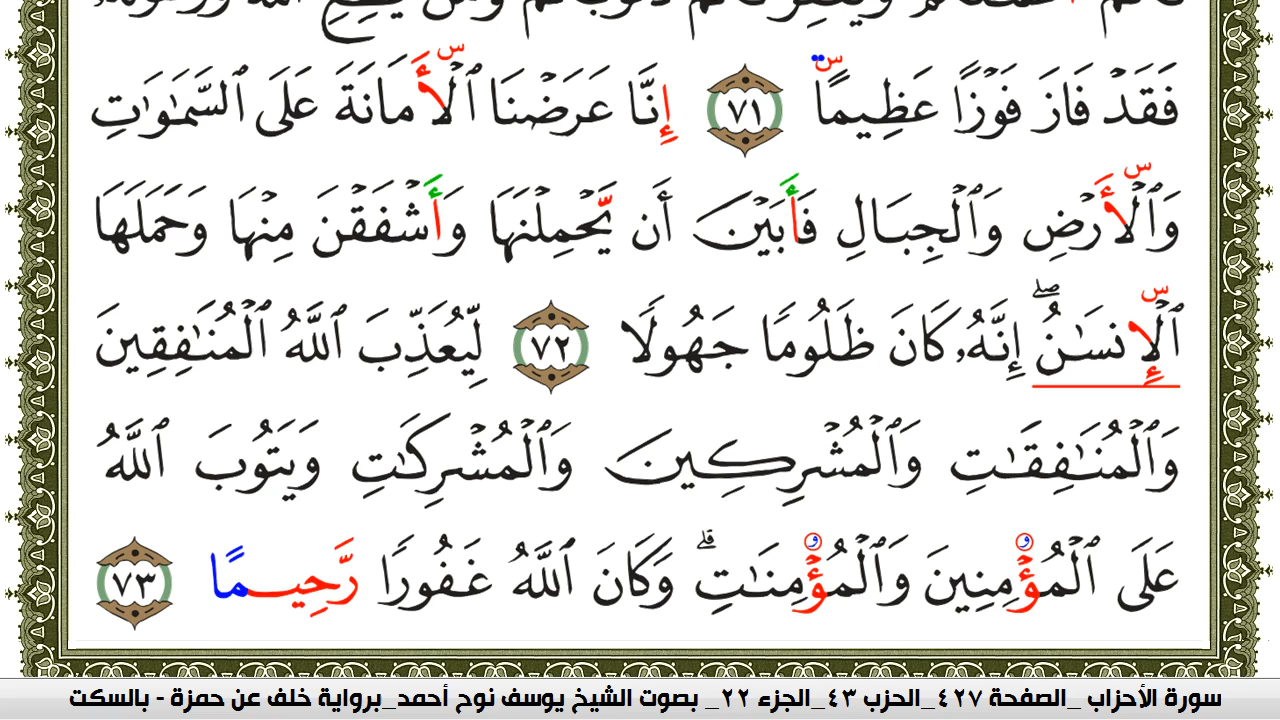 فَقَدۡ فَازَ فَوۡزًا عَظِيمًا ٧١ إِنَّا عَرَضۡنَا ٱلۡأَمَانَةَ عَلَى ٱلسَّمَٰوَٰتِ
وَٱلۡأَرۡضِ وَٱلۡجِبَالِ فَأَبَيۡنَ أَن يَّحۡمِلۡنَهَا وَأَشۡفَقۡنَ مِنۡهَا وَحَمَلَهَا
ٱلۡإِنسَٰنُۖ إِنَّهُۥ كَانَ ظَلُومًا جَهُولًا ٧٢ لِّيُعَذِّبَ ٱللَّهُ ٱلۡمُنَٰفِقِينَ
وَٱلۡمُنَٰفِقَٰتِ وَٱلۡمُشۡرِكِينَ وَٱلۡمُشۡرِكَٰتِ وَيَتُوبَ ٱللَّهُ
عَلَى ٱلۡمُؤۡمِنِينَ وَٱلۡمُؤۡمِنَٰتِۗ وَكَانَ ٱللَّهُ غَفُورًا رَّحِيمًا ٧٣
سورة الأحزاب _الصفحة ٤٢٧_الحزب ٤٣_الجزء ٢٢_ بصوت الشيخ يوسف نوح أحمد_برواية خلف عن حمزة - بالسكت